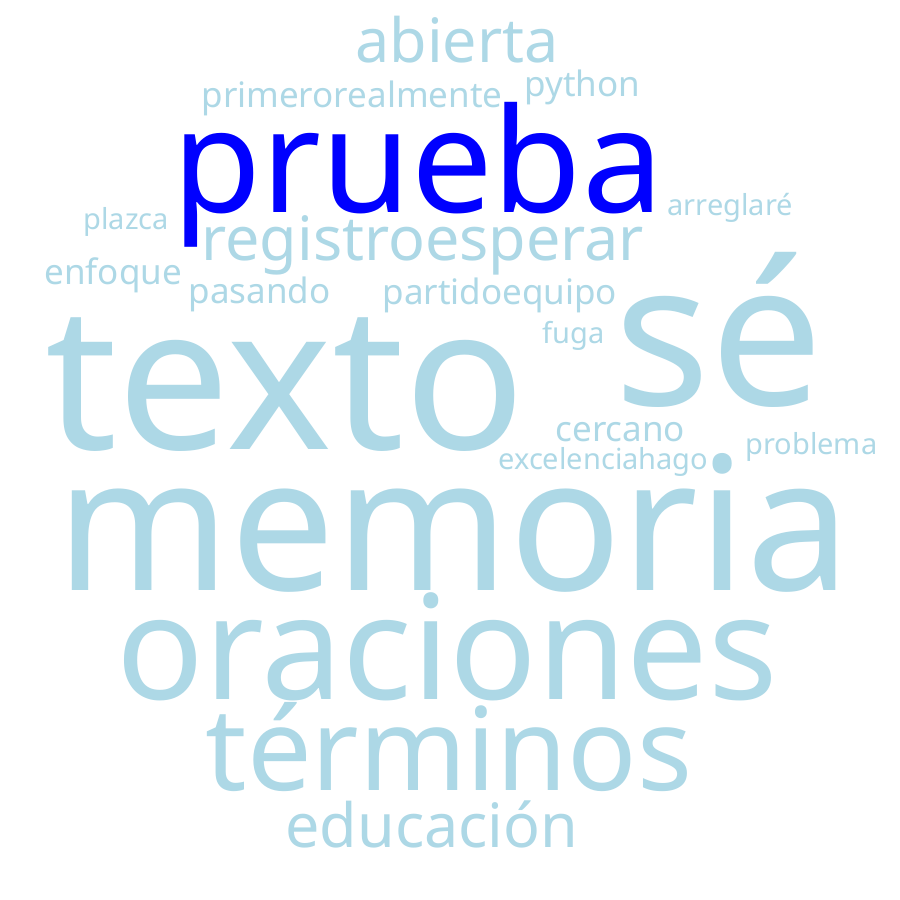 abierta
primerorealmente python
prueba
plazca arreglaré
registroesperar
enfoque pasando partidoequipo
texto fuga sé
cercano
excelenciahago problema
memoria
oraciones
términos
educación